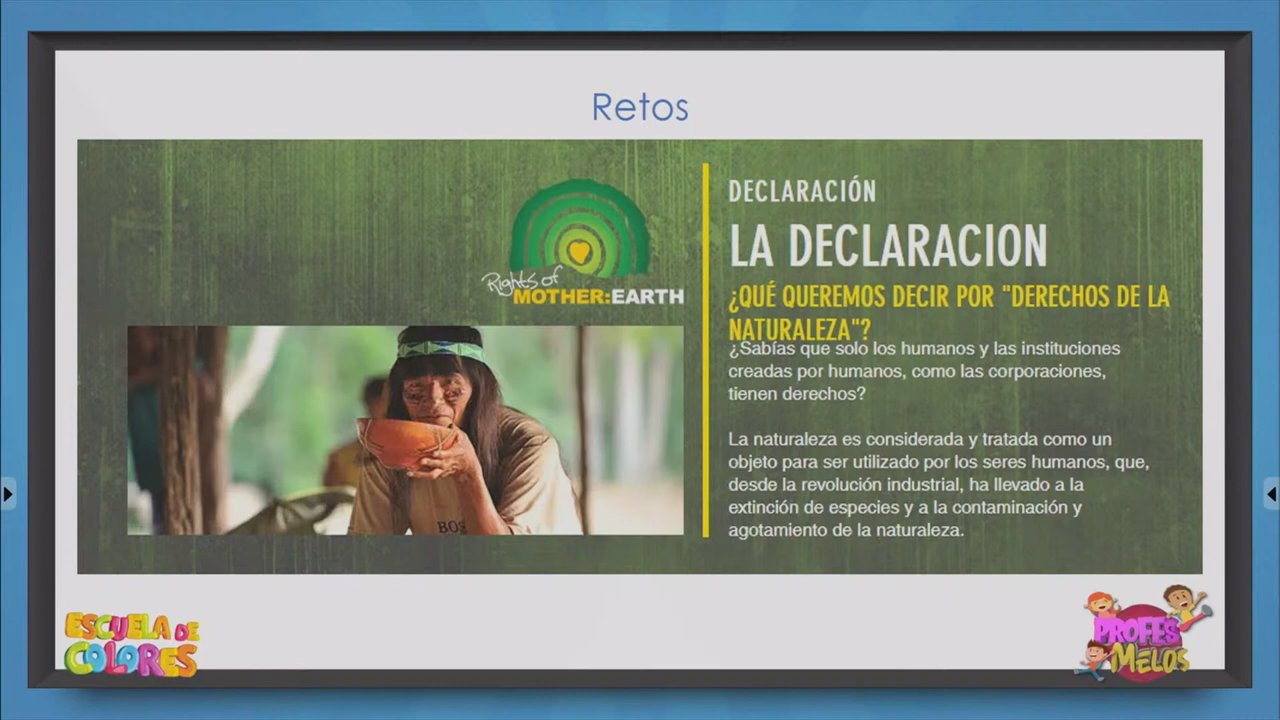 Retos
Rights of
MOTHER:EARTH
DECLARACIÓN
LA DECLARACION
¿QUÉ QUEREMOS DECIR POR "DERECHOS DE LA
NATURALEZA"?
¿Sabías que solo los humanos y las instituciones
creadas por humanos, como las corporaciones,
tienen derechos?
La naturaleza es considerada y tratada como un
objeto para ser utilizado por los seres humanos, que,
desde la revolución industrial, ha llevado a la
extinción de especies y a la contaminación y
agotamiento de la naturaleza.
BOS
ESCUELA DE
COLORES
PROFES
MELOS